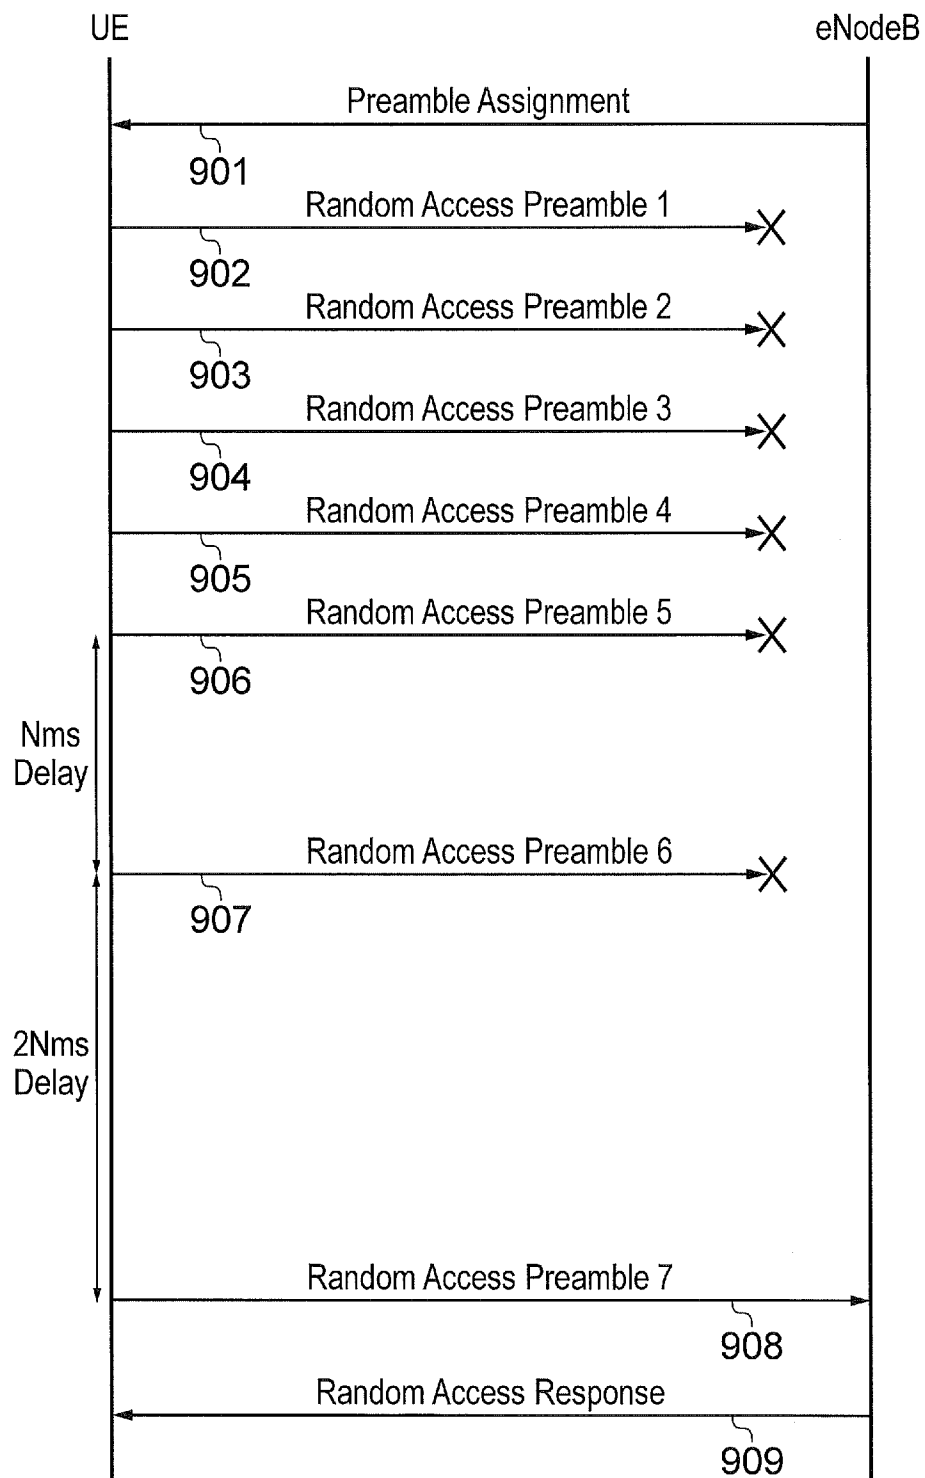 UE
eNodeB
Preamble Assignment
901
Random Access Preamble 1
902
Random Access Preamble 2
903
Random Access Preamble 3
904
Random Access Preamble 4
905
Random Access Preamble 5
906
Nms
Delay
Random Access Preamble 6
907
2Nms
Delay
Random Access Preamble 7
908
Random Access Response
909